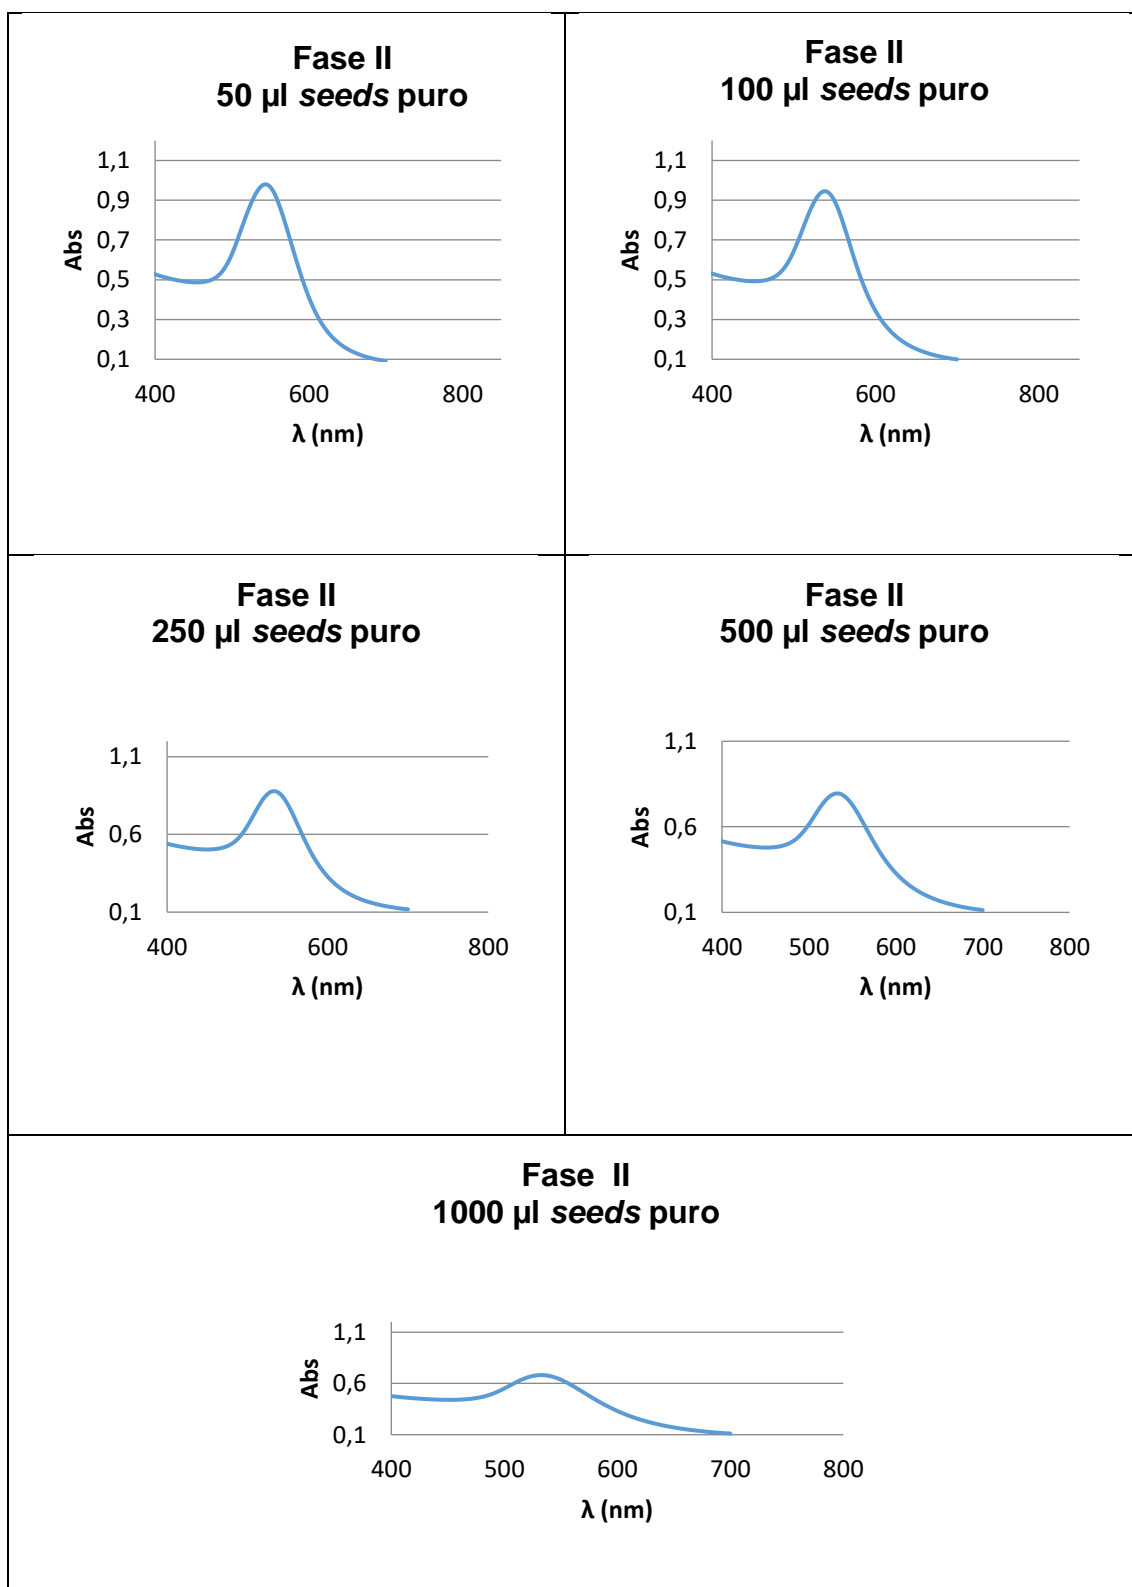 Fase II
50 µl seeds puro
1,1
0,9
0,7
0,5
0,3
0,1
Abs
400 600 800
λ (nm)
Fase II
100 µl seeds puro
1,1
0,9
0,7
0,5
0,3
0,1
Abs
400 600 800
λ (nm)
Fase II
250 µl seeds puro
1,1
0,6
0,1
Abs
400 600 800
λ (nm)
Fase II
500 µl seeds puro
1,1
0,6
0,1
Abs
400 500 600 700 800
λ (nm)
Fase II
1000 µl seeds puro
1,1
0,6
0,1
Abs
400 500 600 700 800
λ (nm)